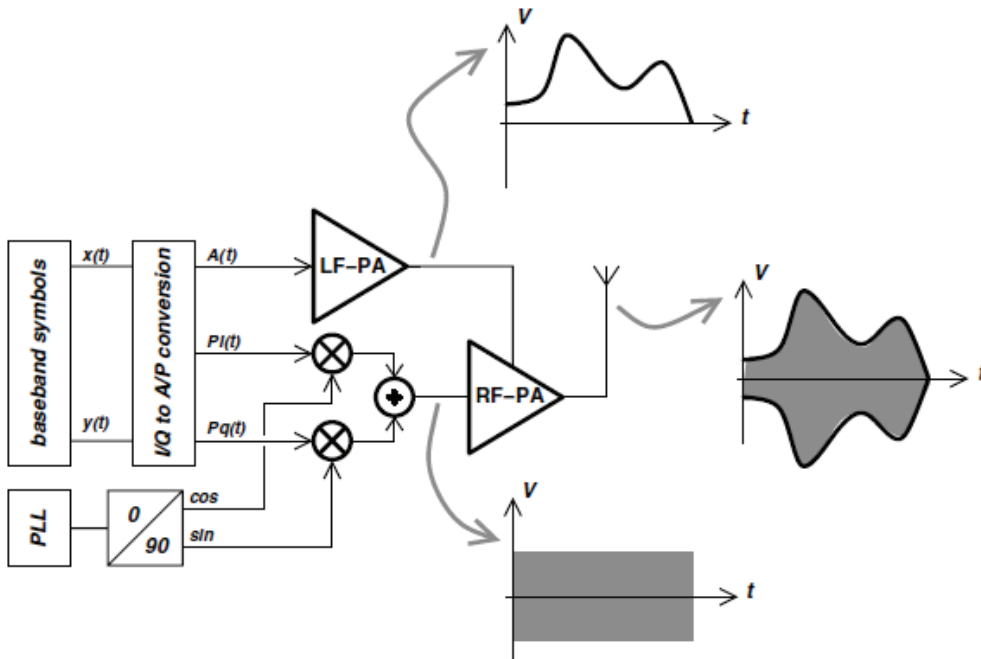 V
t
LF-PA
RF-PA
baseband symbols
x(t)
y(t)
I/Q to A/P conversion
A(t)
PI(t)
Pq(t)
V
t
PLL
0
90
cos
sin
V
t